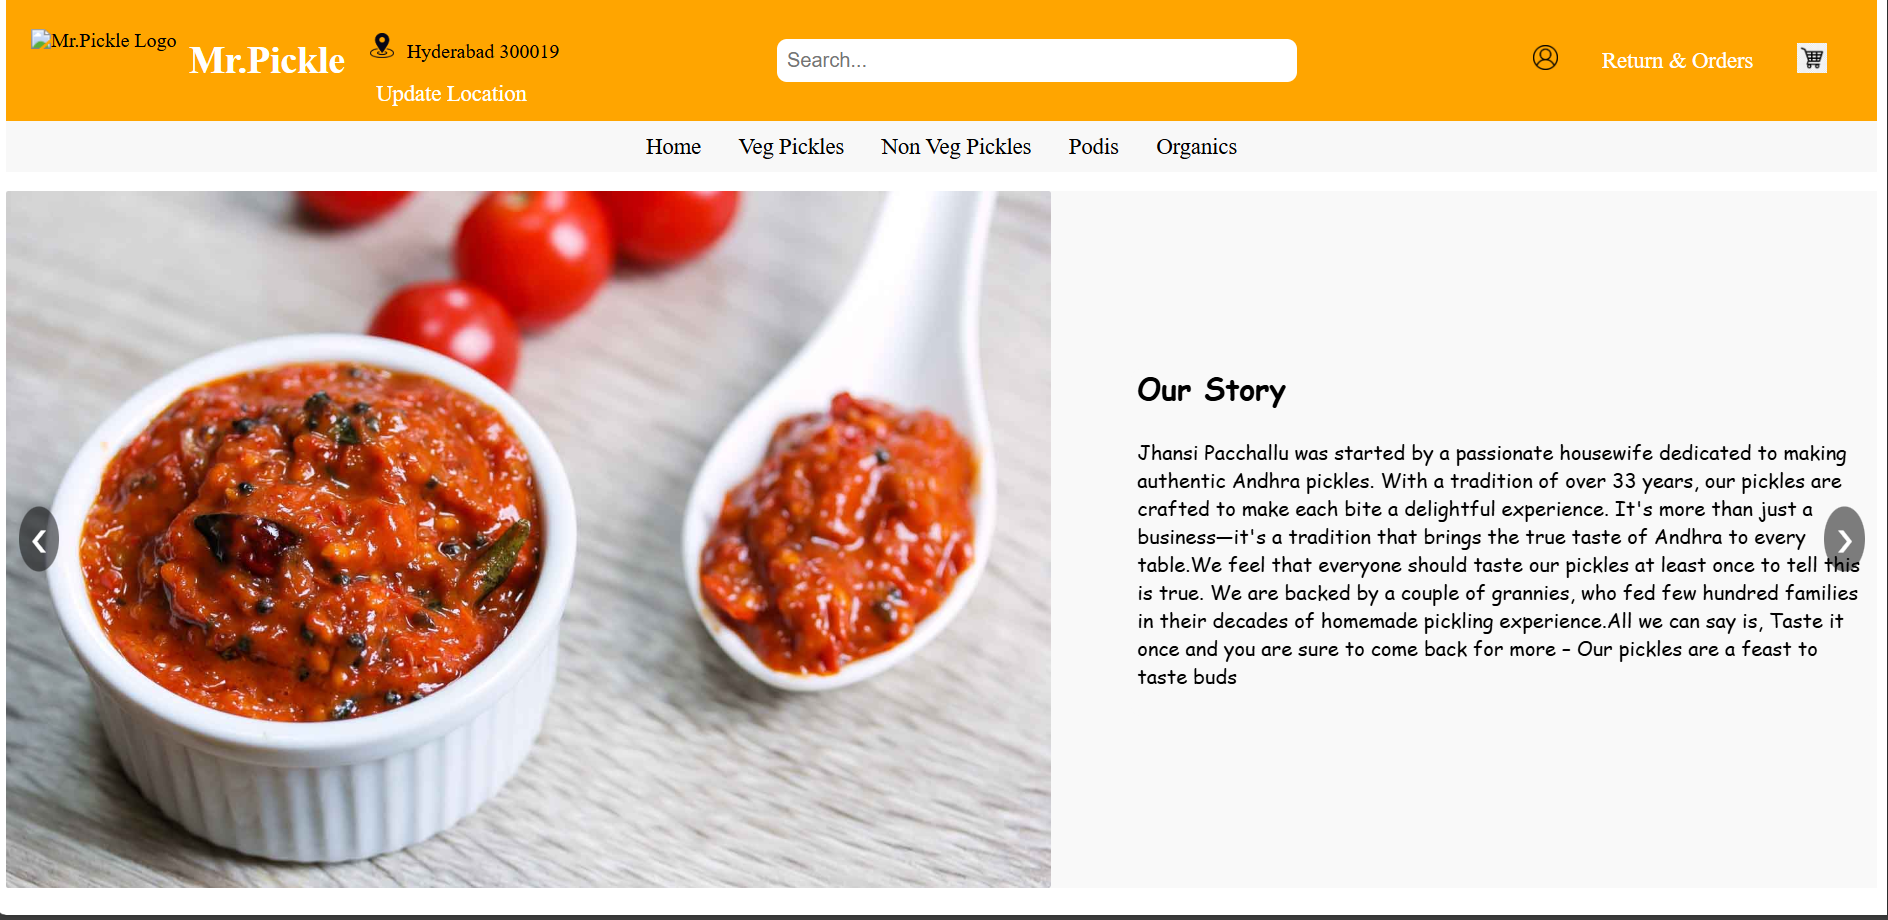 Mr.Pickle Logo
Mr.Pickle
Hyderabad 300019
Update Location
Search...
Return & Orders
Home Veg Pickles Non Veg Pickles Podis Organics
Our Story
Jhansi Pacchallu was started by a passionate housewife dedicated to making
authentic Andhra pickles. With a tradition of over 33 years, our pickles are
crafted to make each bite a delightful experience. It's more than just a
business—it's a tradition that brings the true taste of Andhra to every
table.We feel that everyone should taste our pickles at least once to tell this
is true. We are backed by a couple of grannies, who fed few hundred families
in their decades of homemade pickling experience.All we can say is, Taste it
once and you are sure to come back for more – Our pickles are a feast to
taste buds